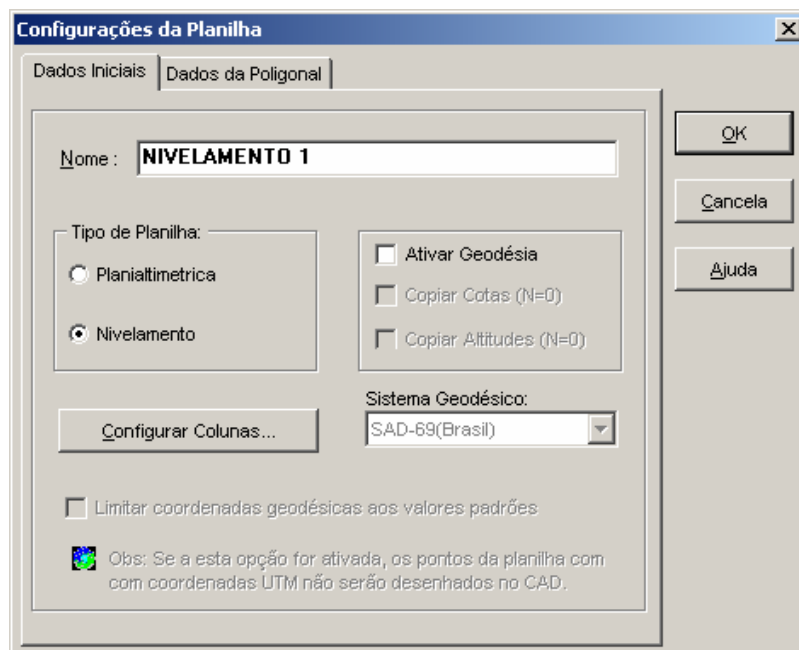 Configurações da Planilha
Dados Iniciais
Dados da Poligonal
Nome :
NIVELAMENTO 1
Tipo de Planilha:
Planialtimetrica
Nivelamento
Ativar Geodésia
Copiar Cotas (N=0)
Copiar Altitudes (N=0)
Configurar Colunas...
Sistema Geodésico:
SAD-69(Brasil)
Limitar coordenadas geodésicas aos valores padrões
Obs: Se a esta opção for ativada, os pontos da planilha com
com coordenadas UTM não serão desenhados no CAD.
OK
Cancela
Ajuda